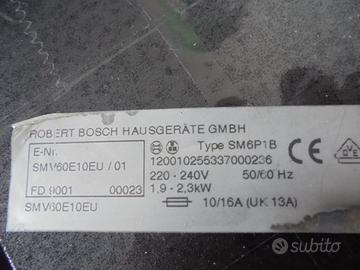 ROBERT BOSCH HAUSGERÄTE GMBH
E-Nr. Type SM6P1B
SMV60E10EU / 01 120010255337000236
220 - 240V 50/60 Hz
FD 9001 00023 1,9 - 2,3kW
SMV60E10EU 10/16A (UK 13A)
subito